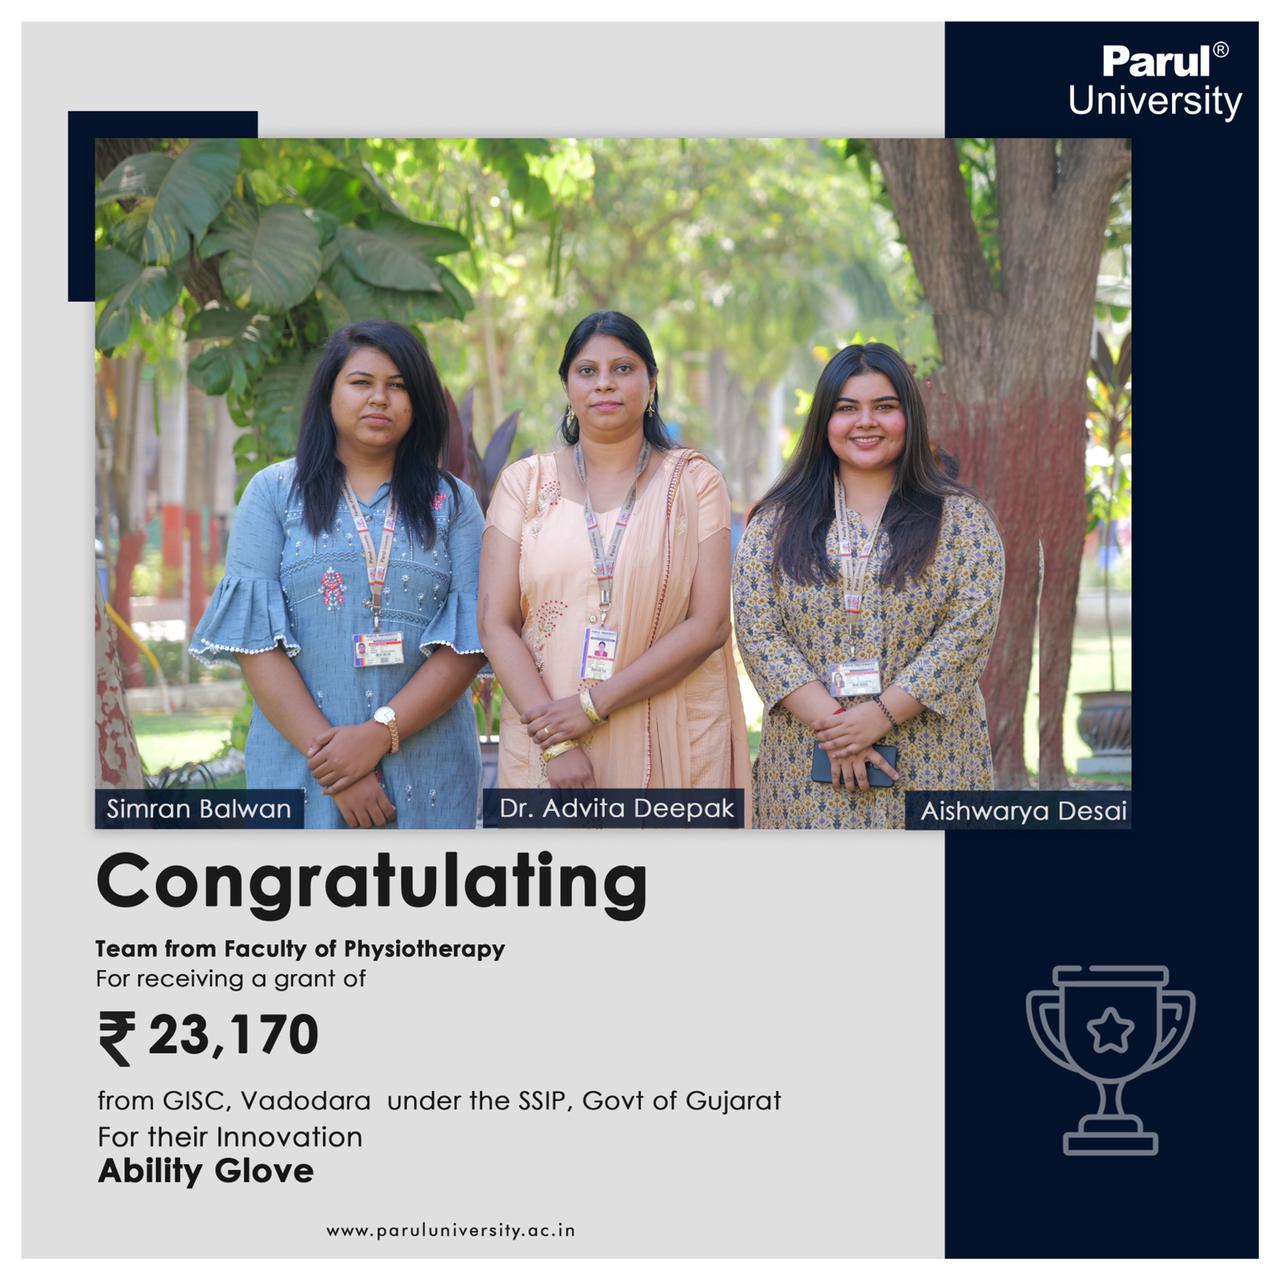 Parul®
University
Simran Balwan
Dr. Advita Deepak
Aishwarya Desai
Congratulating
Team from Faculty of Physiotherapy
For receiving a grant of
₹ 23,170
from GISC, Vadodara under the SSIP, Govt of Gujarat
For their Innovation
Ability Glove
www.paruluniversity.ac.in